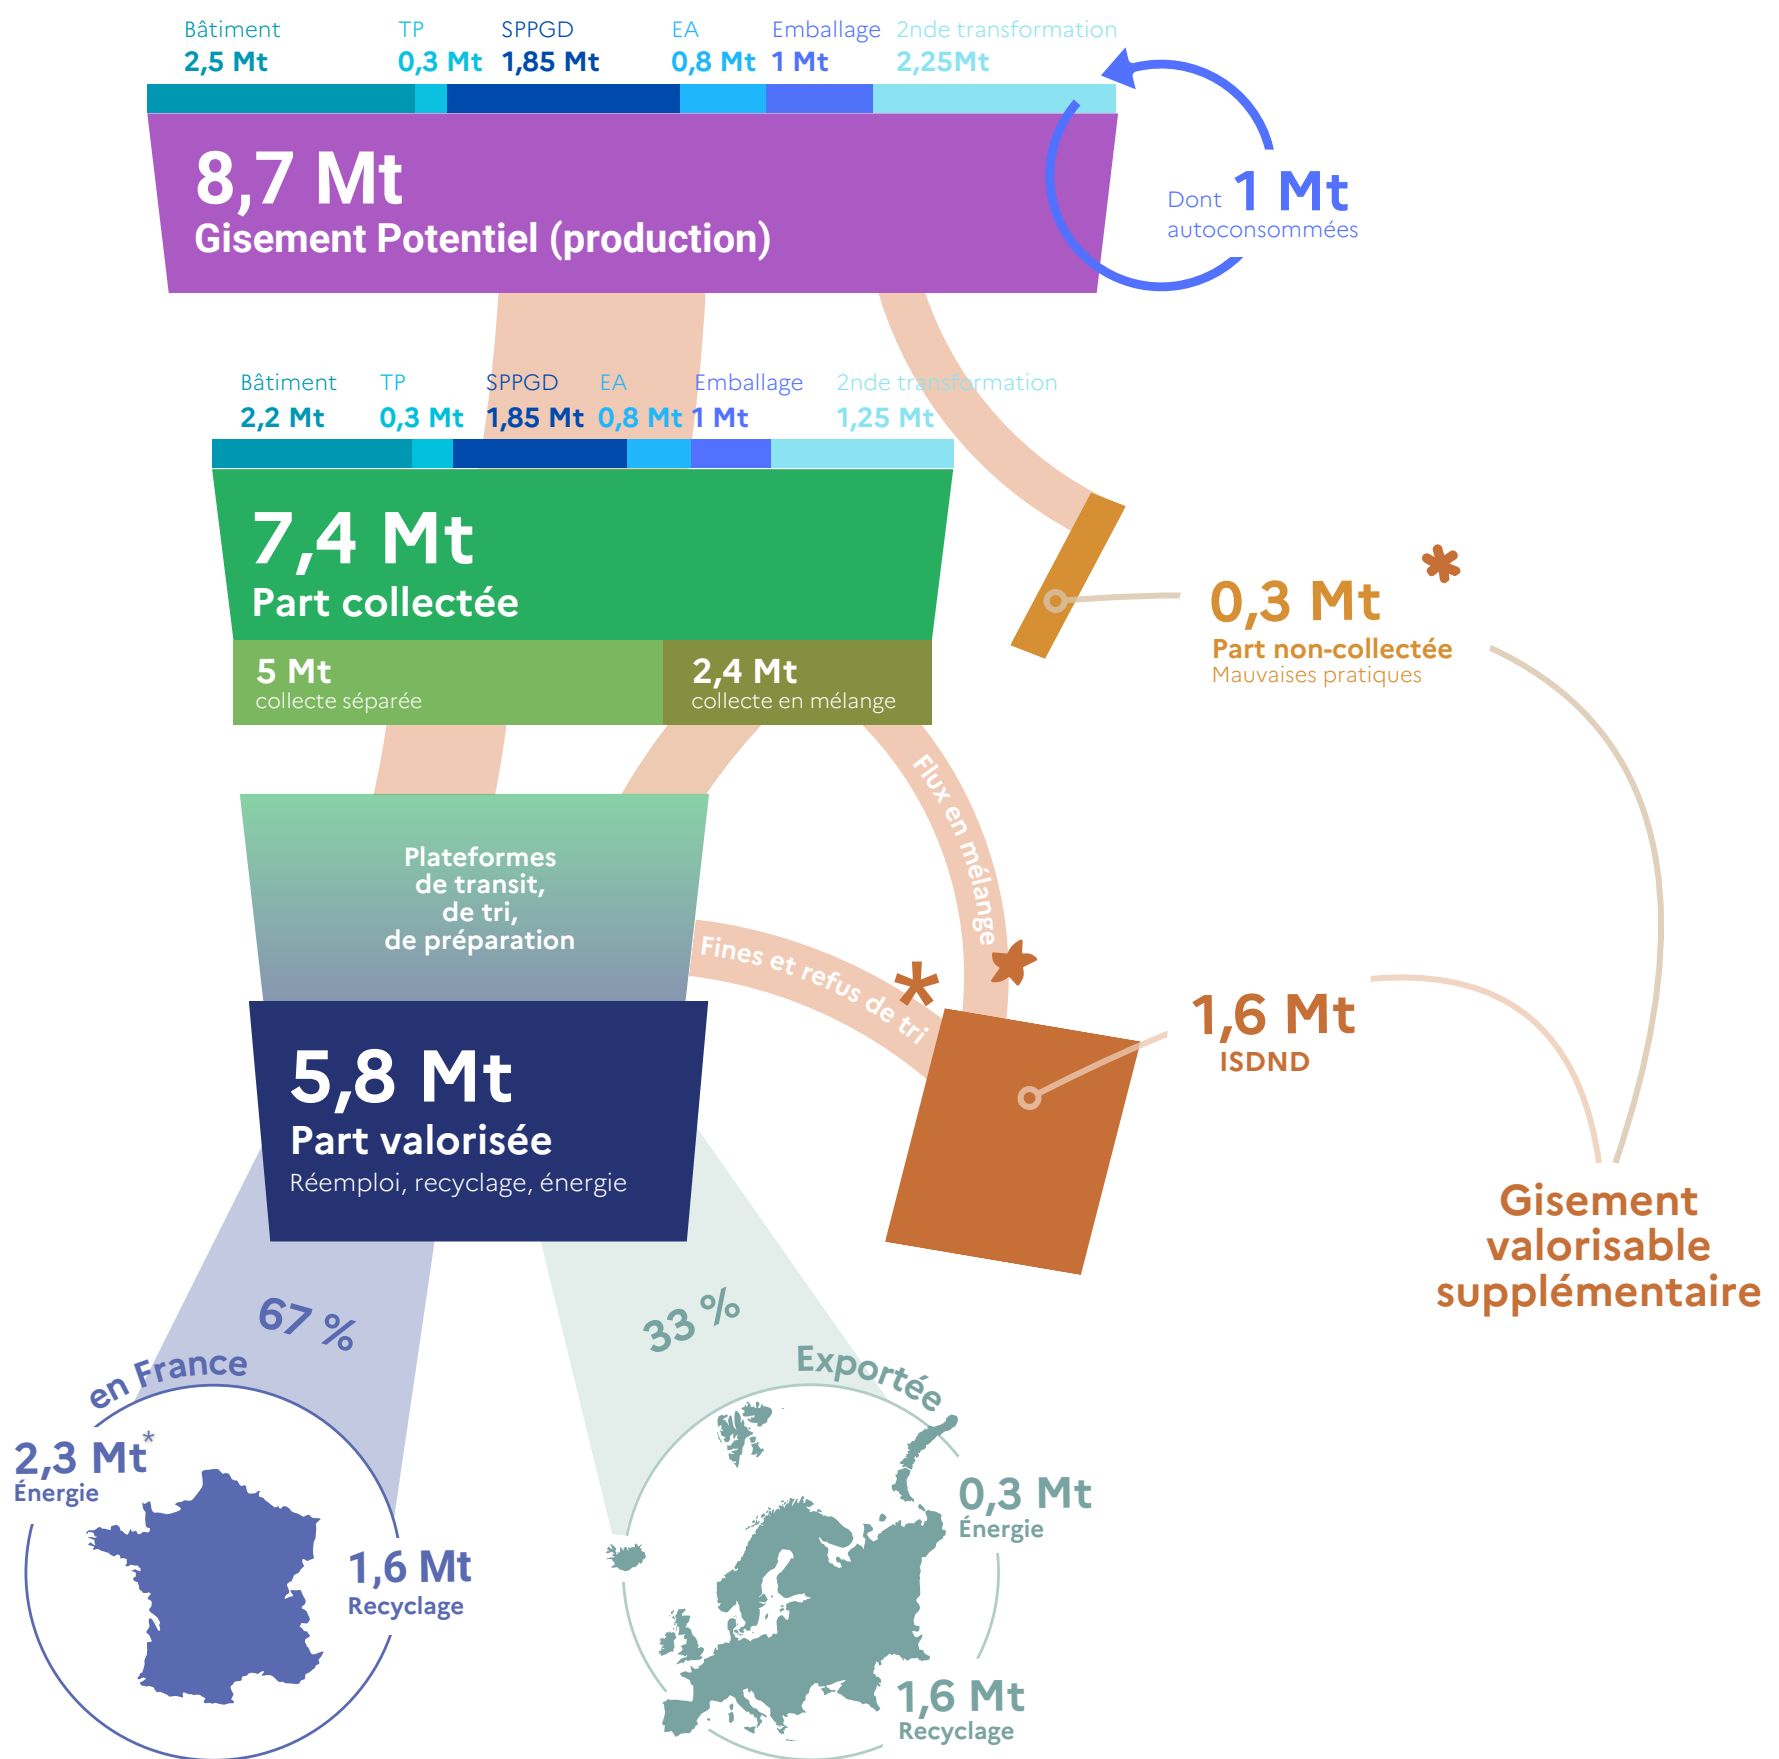 Bâtiment TP SPPGD EA Emballage 2nde transformation
2,5 Mt 0,3 Mt 1,85 Mt 0,8 Mt 1 Mt 2,25Mt
8,7 Mt
Gisement Potentiel (production)
Dont 1 Mt
autoconsommées
Bâtiment TP SPPGD EA Emballage 2nde transformation
2,2 Mt 0,3 Mt 1,85 Mt 0,8 Mt 1 Mt 1,25 Mt
7,4 Mt
Part collectée
5 Mt
collecte séparée
2,4 Mt
collecte en mélange
0,3 Mt *
Part non-collectée
Mauvaises pratiques
Flux en mélange *
Plateformes
de transit,
de tri,
de préparation
Fines et refus de tri *
1,6 Mt
ISDND
5,8 Mt
Part valorisée
Réemploi, recyclage, énergie
Gisement
valorisable
supplémentaire
67 %
en France
2,3 Mt*
Énergie
1,6 Mt
Recyclage
33 %
Exportée
0,3 Mt
Énergie
1,6 Mt
Recyclage